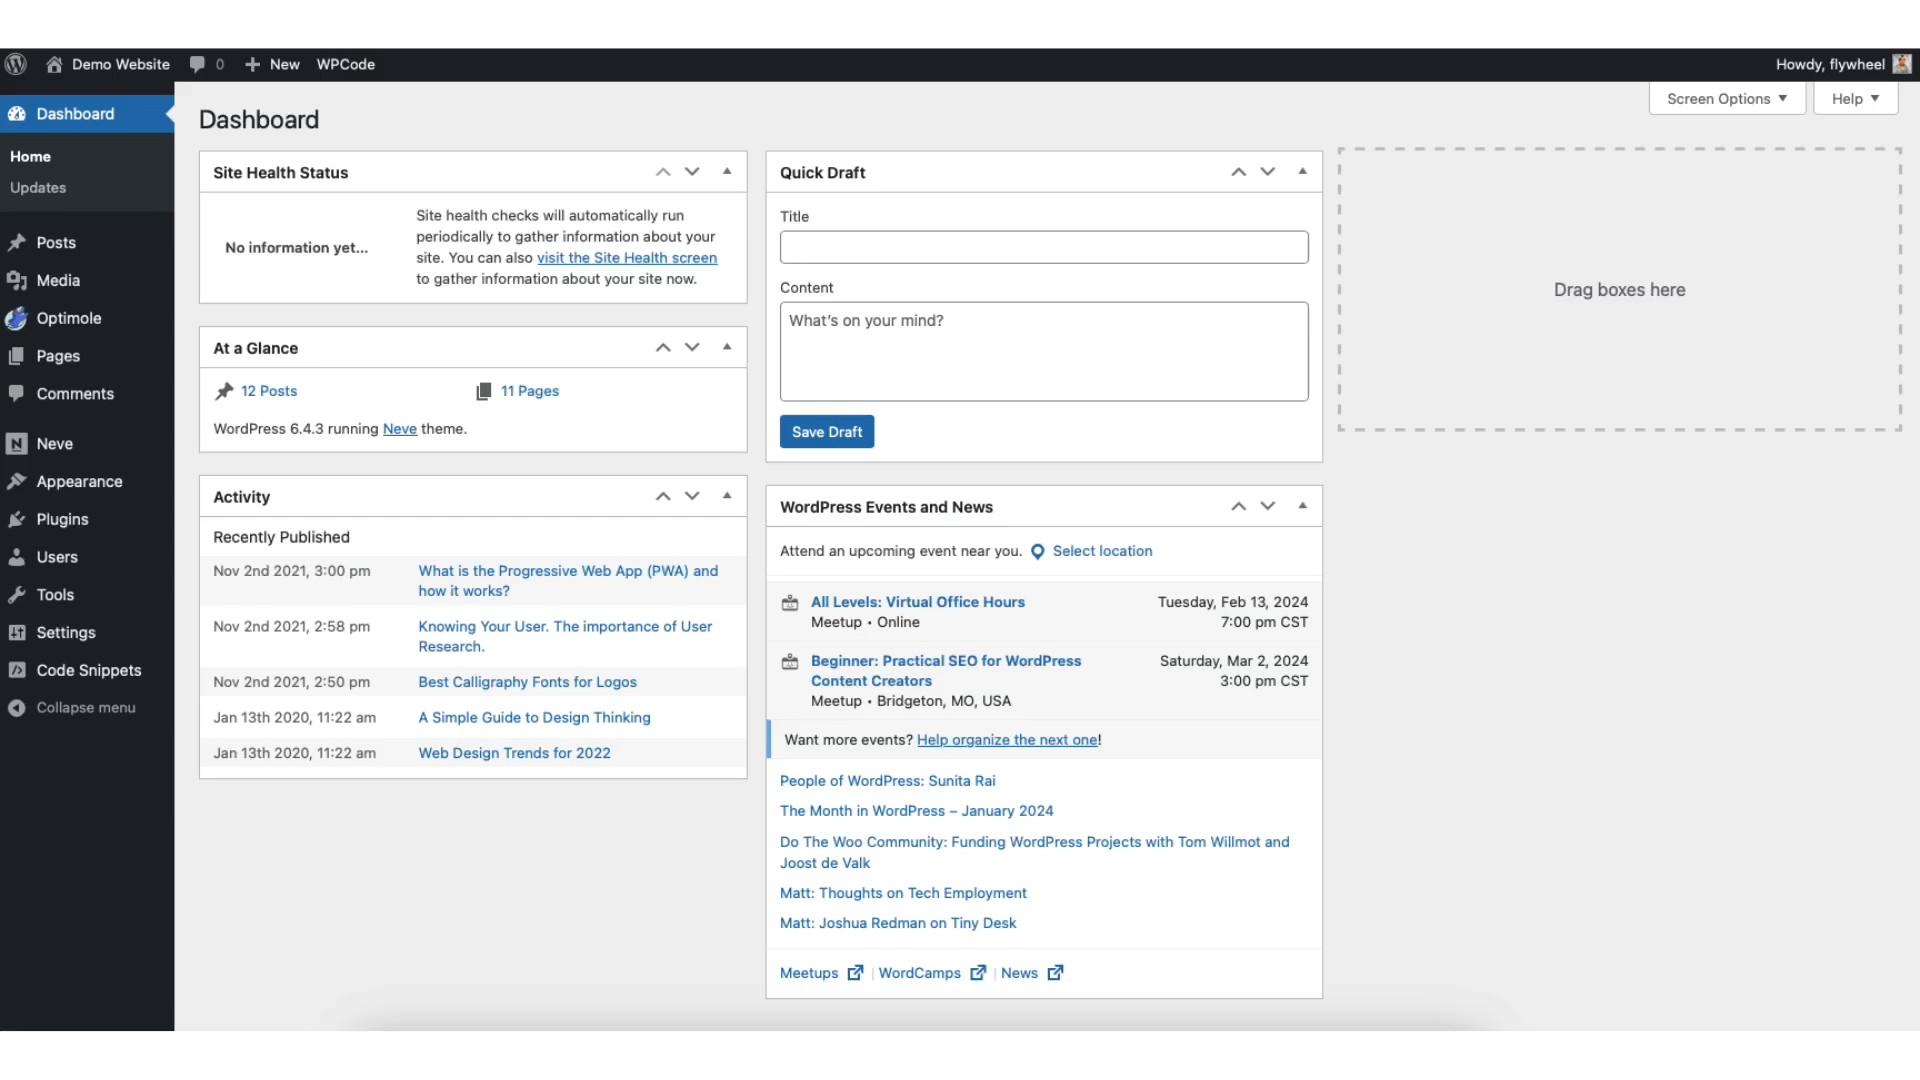 Demo Website
0
New
WPCode
Howdy, flywheel
Dashboard
Home
Updates
Posts
Media
Optimole
Pages
Comments
Neve
Appearance
Plugins
Users
Tools
Settings
Code Snippets
Collapse menu
Screen Options
Help
Dashboard
Site Health Status
No information yet...
Site health checks will automatically run
periodically to gather information about your
site. You can also visit the Site Health screen
to gather information about your site now.
At a Glance
12 Posts
11 Pages
WordPress 6.4.3 running Neve theme.
Activity
Recently Published
Nov 2nd 2021, 3:00 pm
What is the Progressive Web App (PWA) and
how it works?
Nov 2nd 2021, 2:58 pm
Knowing Your User. The importance of User
Research.
Nov 2nd 2021, 2:50 pm
Best Calligraphy Fonts for Logos
Jan 13th 2020, 11:22 am
A Simple Guide to Design Thinking
Jan 13th 2020, 11:22 am
Web Design Trends for 2022
Quick Draft
Title
Content
What's on your mind?
Save Draft
WordPress Events and News
Attend an upcoming event near you.
Select location
All Levels: Virtual Office Hours
Meetup • Online
Tuesday, Feb 13, 2024
7:00 pm CST
Beginner: Practical SEO for WordPress
Content Creators
Meetup • Bridgeton, MO, USA
Saturday, Mar 2, 2024
3:00 pm CST
Want more events? Help organize the next one!
People of WordPress: Sunita Rai
The Month in WordPress – January 2024
Do The Woo Community: Funding WordPress Projects with Tom Willmot and
Joost de Valk
Matt: Thoughts on Tech Employment
Matt: Joshua Redman on Tiny Desk
Meetups | WordCamps | News
Drag boxes here